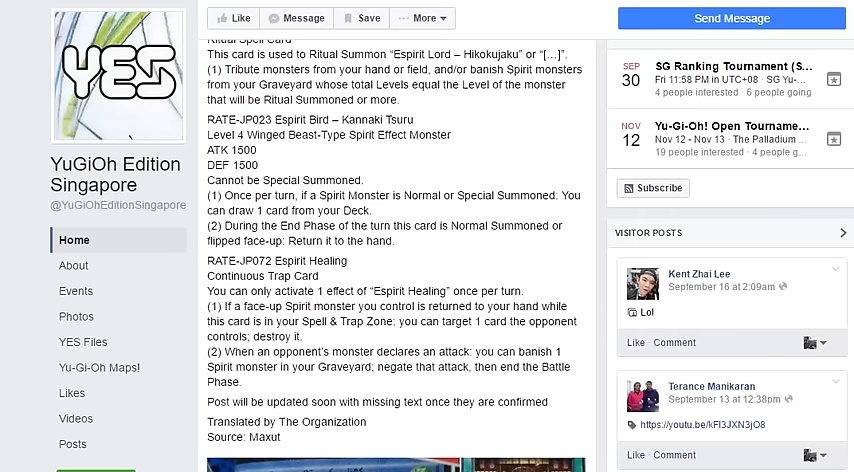 Like
Message
Save
More
Send Message
YES
YuGiOh Edition
Singapore
@YuGiOhEditionSingapore
Home
About
Events
Photos
YES Files
Yu-Gi-Oh Maps!
Likes
Videos
Posts
Ritual Spell Card
This card is used to Ritual Summon “Espirit Lord – Hikokujaku” or “[...]”.
(1) Tribute monsters from your hand or field, and/or banish Spirit monsters
from your Graveyard whose total Levels equal the Level of the monster
that will be Ritual Summoned or more.
RATE-JP023 Espirit Bird – Kannaki Tsuru
Level 4 Winged Beast-Type Spirit Effect Monster
ATK 1500
DEF 1500
Cannot be Special Summoned.
(1) Once per turn, if a Spirit Monster is Normal or Special Summoned: You
can draw 1 card from your Deck.
(2) During the End Phase of the turn this card is Normal Summoned or
flipped face-up: Return it to the hand.
RATE-JP072 Espirit Healing
Continuous Trap Card
You can only activate 1 effect of “Espirit Healing” once per turn.
(1) If a face-up Spirit monster you control is returned to your hand while
this card is in your Spell & Trap Zone: you can target 1 card the opponent
controls; destroy it.
(2) When an opponent’s monster declares an attack: you can banish 1
Spirit monster in your Graveyard; negate that attack, then end the Battle
Phase.
Post will be updated soon with missing text once they are confirmed
Translated by The Organization
Source: Maxut
SEP
30
SG Ranking Tournament (S...
Fri 11:58 PM in UTC+08 · SG Yu-...
4 people interested · 6 people going
NOV
12
Yu-Gi-Oh! Open Tourname...
Nov 12 - Nov 13 · The Palladium ...
19 people interested · 4 people g...
Subscribe
VISITOR POSTS
Kent Zhai Lee
September 16 at 2:09am
Lol
Like · Comment
Terance Manikaran
September 13 at 12:38pm
https://youtu.be/kFI3JXN3jO8
Like · Comment